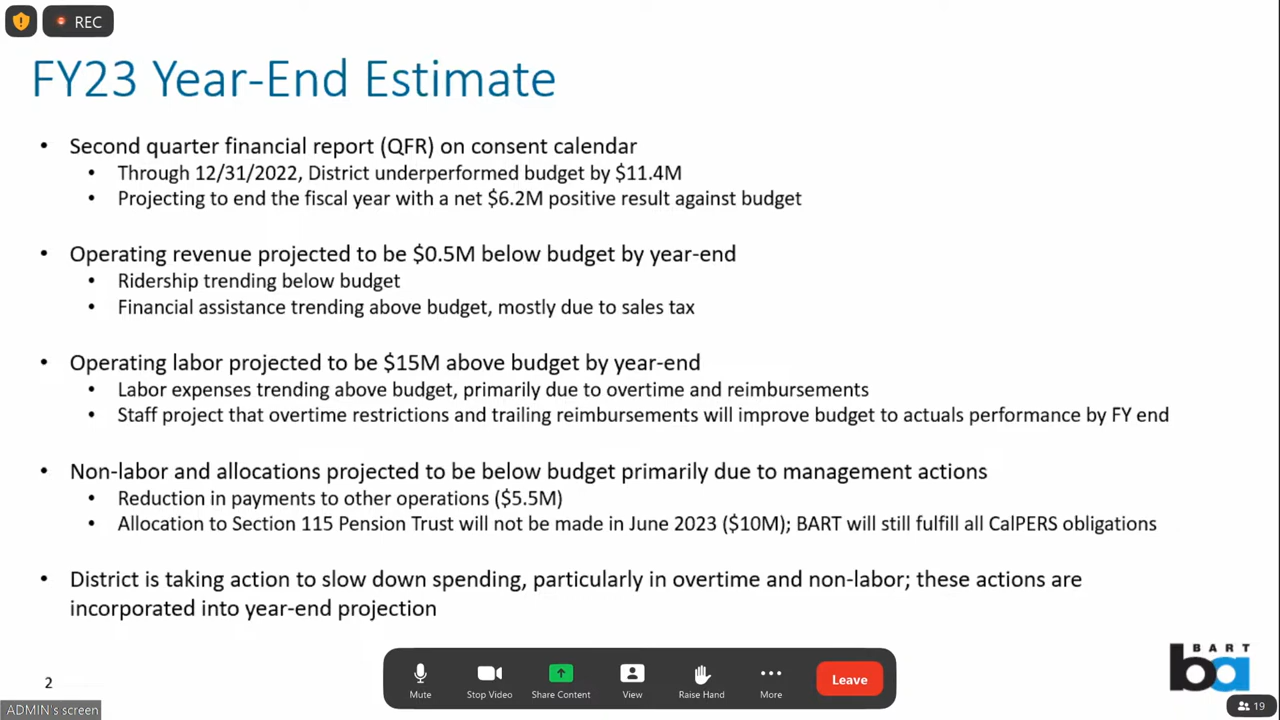 REC
FY23 Year-End Estimate
• Second quarter financial report (QFR) on consent calendar
• Through 12/31/2022, District underperformed budget by $11.4M
• Projecting to end the fiscal year with a net $6.2M positive result against budget
• Operating revenue projected to be $0.5M below budget by year-end
• Ridership trending below budget
• Financial assistance trending above budget, mostly due to sales tax
• Operating labor projected to be $15M above budget by year-end
• Labor expenses trending above budget, primarily due to overtime and reimbursements
• Staff project that overtime restrictions and trailing reimbursements will improve budget to actuals performance by FY end
• Non-labor and allocations projected to be below budget primarily due to management actions
• Reduction in payments to other operations ($5.5M)
• Allocation to Section 115 Pension Trust will not be made in June 2023 ($10M); BART will still fulfill all CalPERS obligations
• District is taking action to slow down spending, particularly in overtime and non-labor; these actions are
incorporated into year-end projection
BART
ba
2
Mute
Stop Video
Share Content
View
Raise Hand
More
Leave
ADMIN's screen
19